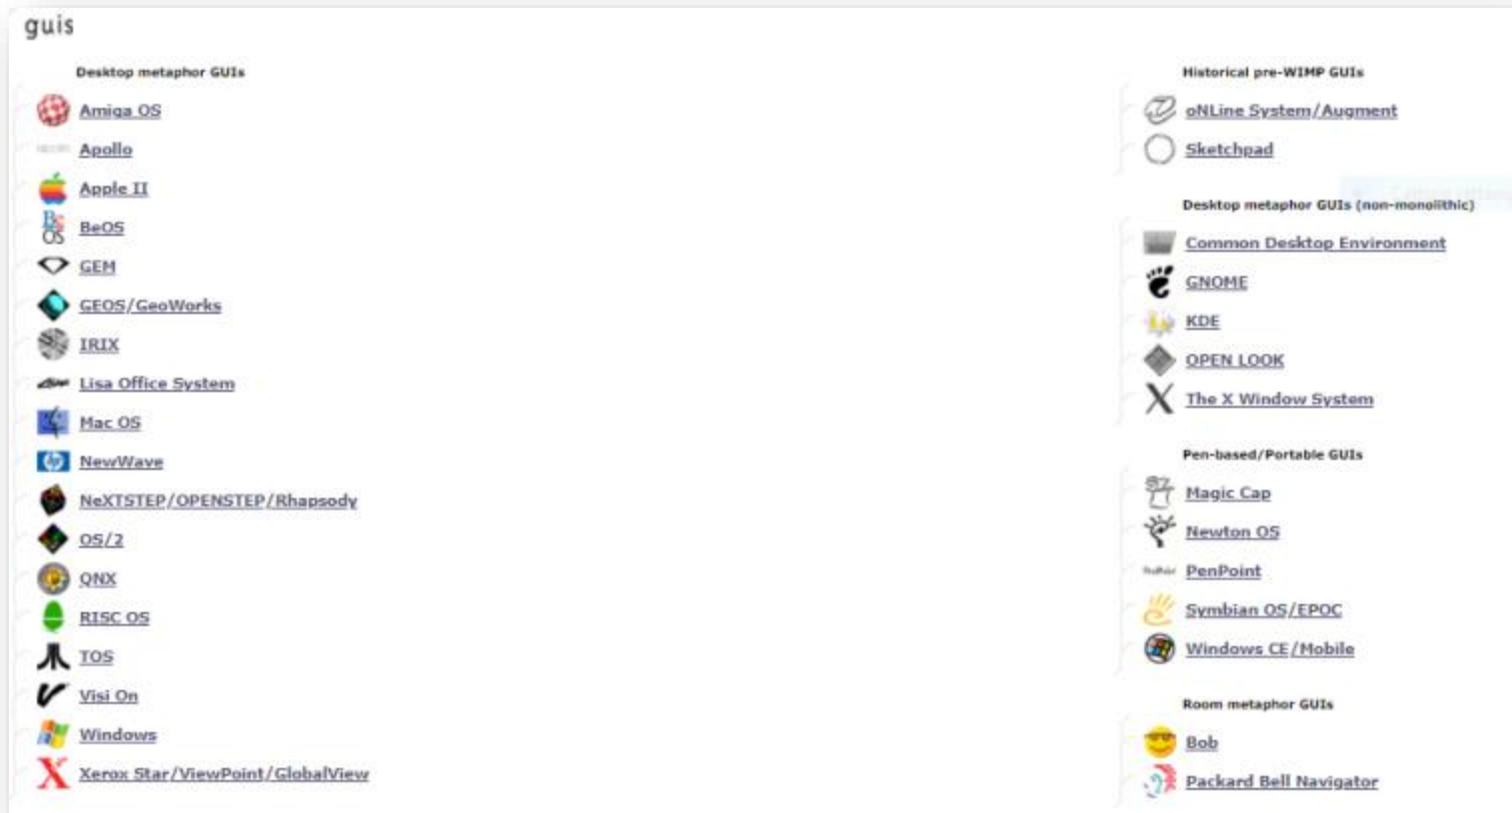 guis
Desktop metaphor GUIs
Amiga OS
Apollo
Apple II
BeOS
GEM
GEOS/GeoWorks
IRIX
Lisa Office System
Mac OS
NewWave
NeXTSTEP/OPENSTEP/Rhapsody
OS/2
QNX
RISC OS
TOS
Visi On
Windows
Xerox Star/ViewPoint/GlobalView
Historical pre-WIMP GUIs
oNLine System/Augment
Sketchpad
Desktop metaphor GUIs (non-monolithic)
Common Desktop Environment
GNOME
KDE
OPEN LOOK
The X Window System
Pen-based/Portable GUIs
Magic Cap
Newton OS
PenPoint
Symbian OS/EPOC
Windows CE/Mobile
Room metaphor GUIs
Bob
Packard Bell Navigator